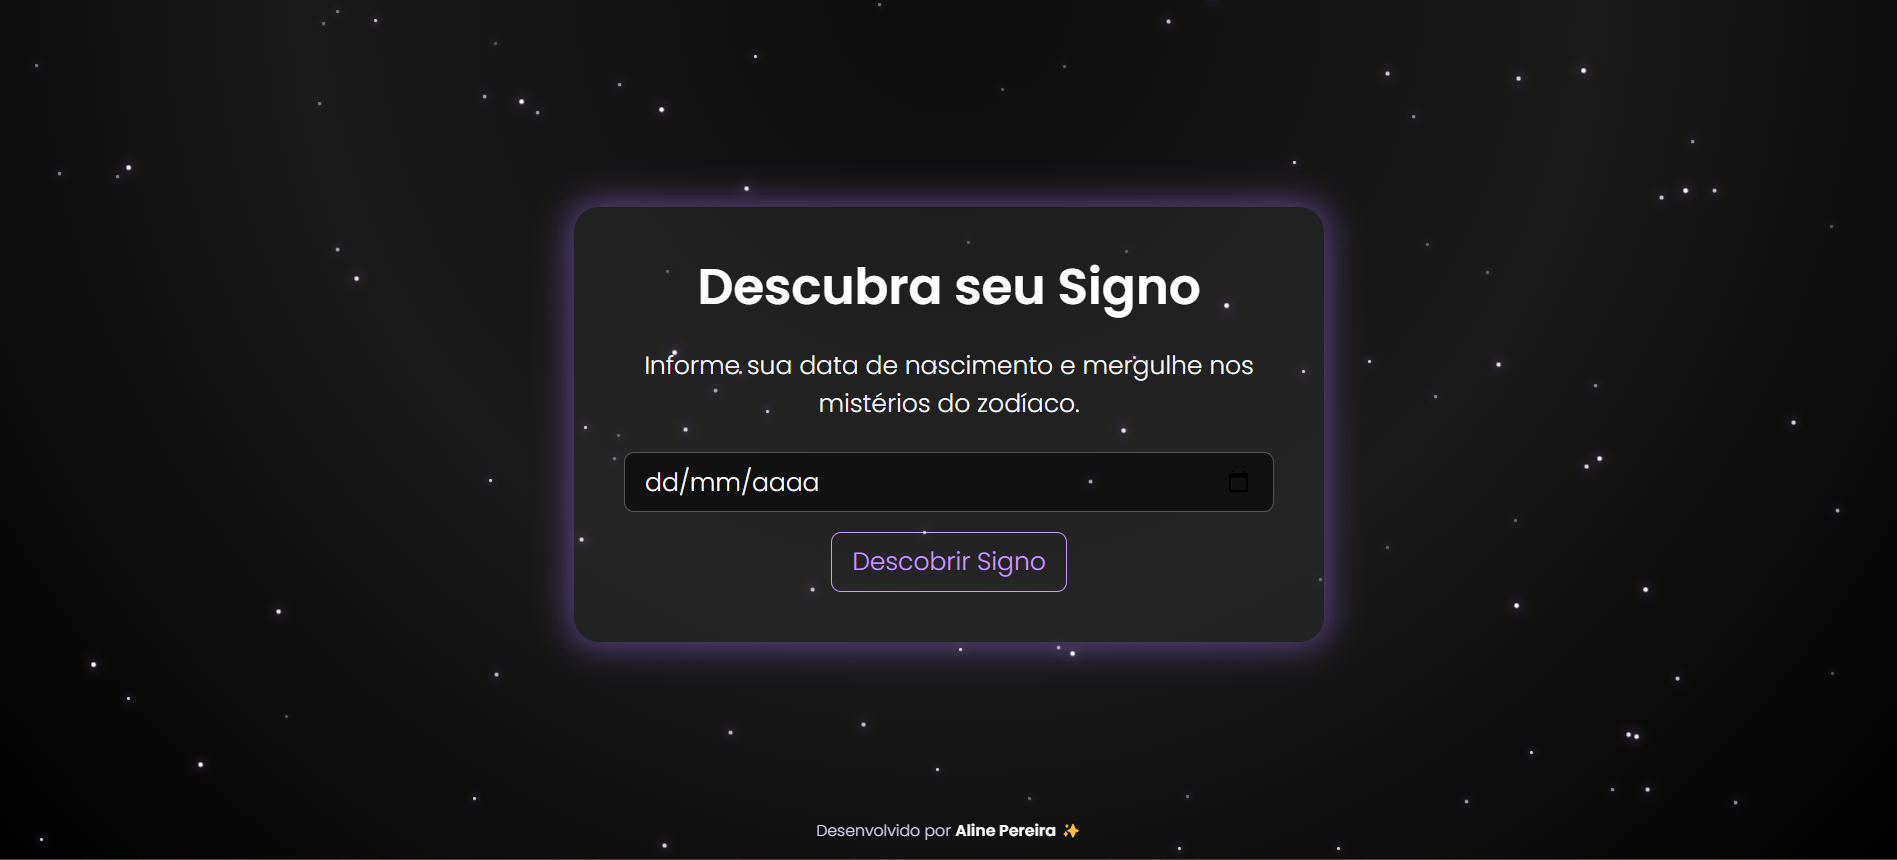 Descubra seu Signo
Informe sua data de nascimento e mergulhe nos
mistérios do zodíaco.
dd/mm/aaaa
Descobrir Signo
Desenvolvido por Aline Pereira ✨